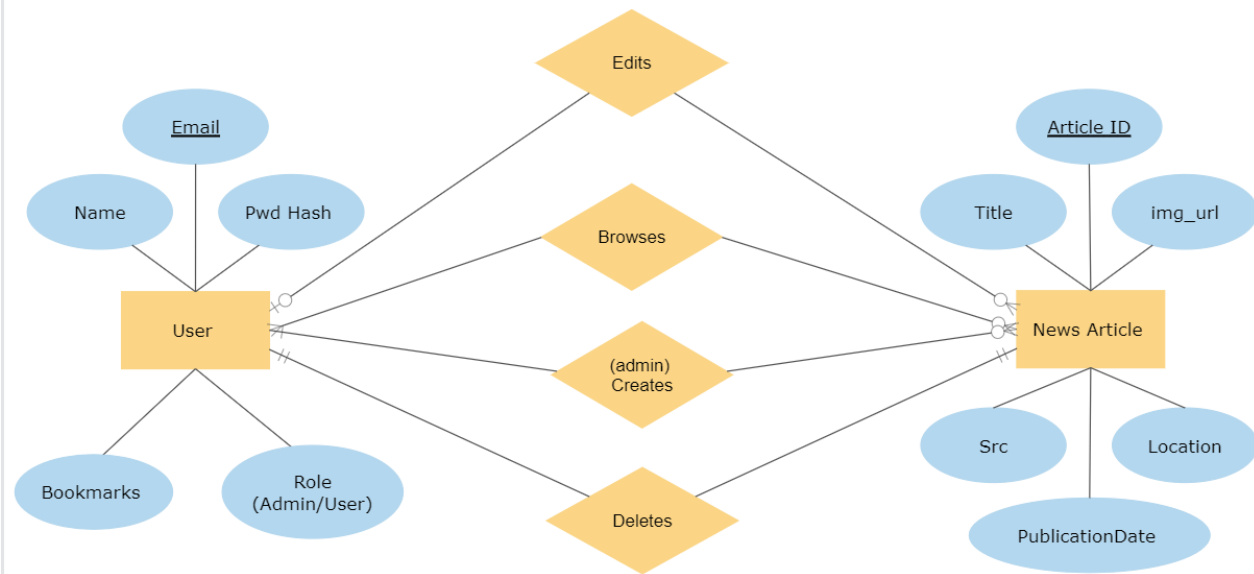 Edits
Email
Article ID
Name
Pwd Hash
Title
img_url
Browses
User
News Article
(admin)
Creates
Src
Location
Bookmarks
Role
(Admin/User)
Deletes
PublicationDate